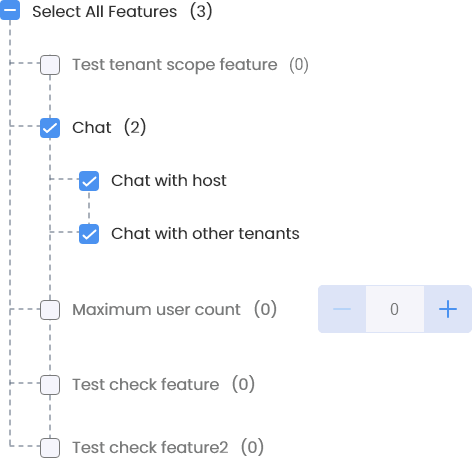 Select All Features (3)
Test tenant scope feature (0)
Chat (2)
Chat with host
Chat with other tenants
Maximum user count (0) 0
Test check feature (0)
Test check feature2 (0)